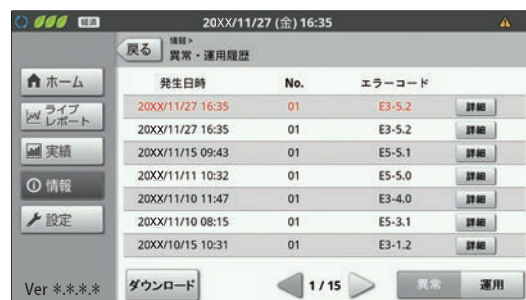 経済
20XX/11/27 (金) 16:35
戻る
情報 >
異常・運用履歴
ホーム
ライブ
レポート
実績
情報
設定
Ver *.*.*.*
発生日時 No. エラーコード
20XX/11/27 16:35 01 E3-5.2 詳細
20XX/11/27 16:35 01 E3-5.2 詳細
20XX/11/15 09:43 01 E5-5.1 詳細
20XX/11/11 10:32 01 E5-5.0 詳細
20XX/11/10 11:47 01 E3-4.0 詳細
20XX/11/10 08:15 01 E5-3.1 詳細
20XX/10/15 10:31 01 E3-1.2 詳細
ダウンロード 1 / 15 異常 運用